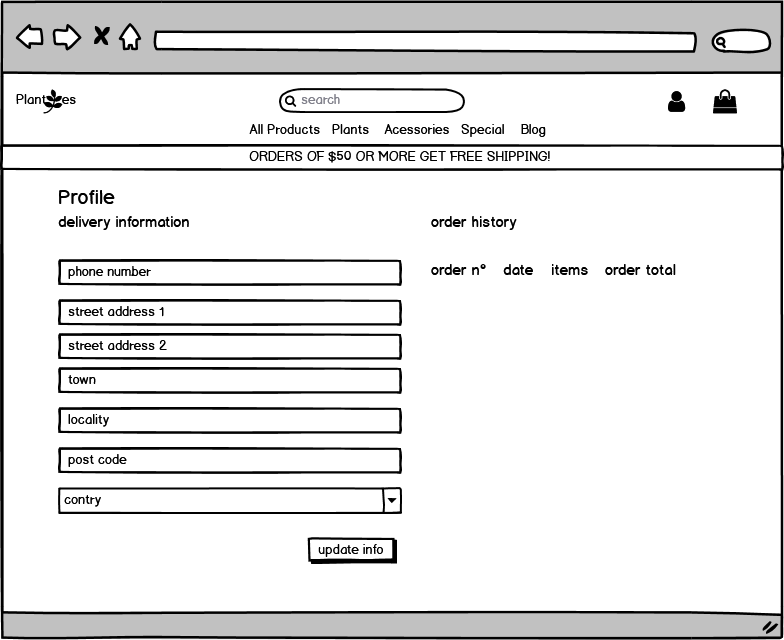 Plant es
search
All Products Plants Acessories Special Blog
ORDERS OF $50 OR MORE GET FREE SHIPPING!
Profile
delivery information
order history
phone number
order n° date items order total
street address 1
street address 2
town
locality
post code
contry
update info